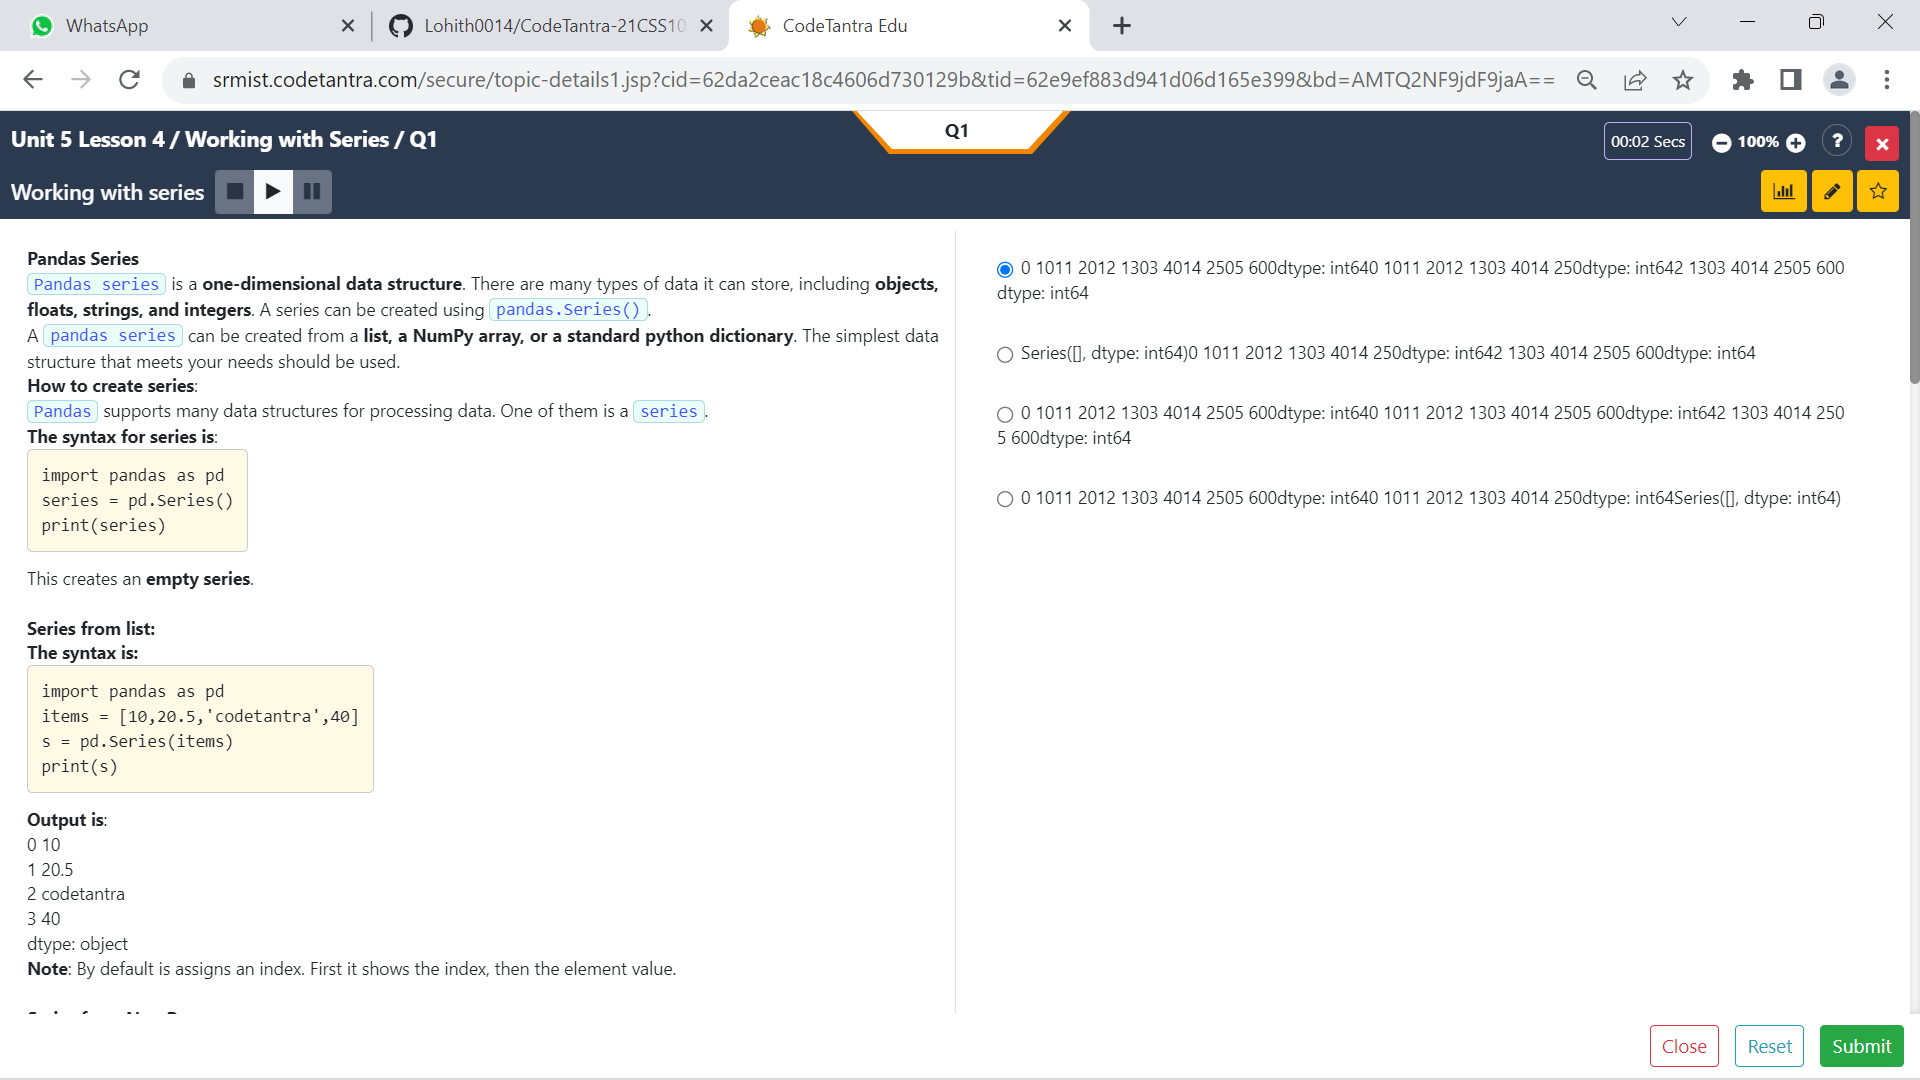 WhatsApp
Lohith0014/CodeTantra-21CSS10
CodeTantra Edu
srmist.codetantra.com/secure/topic-details1.jsp?cid=62da2ceac18c4606d730129b&tid=62e9ef883d941d06d165e399&bd=AMTQ2NF9jdF9jaA==
Unit 5 Lesson 4 / Working with Series / Q1
Q1
00:02 Secs
100%
?
Working with series
Pandas Series
Pandas series is a one-dimensional data structure. There are many types of data it can store, including objects,
floats, strings, and integers. A series can be created using pandas.Series().
A pandas series can be created from a list, a NumPy array, or a standard python dictionary. The simplest data
structure that meets your needs should be used.
How to create series:
Pandas supports many data structures for processing data. One of them is a series.
The syntax for series is:
import pandas as pd
series = pd.Series()
print(series)
This creates an empty series.
Series from list:
The syntax is:
import pandas as pd
items = [10,20.5,'codetantra',40]
s = pd.Series(items)
print(s)
Output is:
0 10
1 20.5
2 codetantra
3 40
dtype: object
Note: By default is assigns an index. First it shows the index, then the element value.
0 1011 2012 1303 4014 2505 600dtype: int640 1011 2012 1303 4014 250dtype: int642 1303 4014 2505 600
dtype: int64
Series([], dtype: int64)0 1011 2012 1303 4014 250dtype: int642 1303 4014 2505 600dtype: int64
0 1011 2012 1303 4014 2505 600dtype: int640 1011 2012 1303 4014 2505 600dtype: int642 1303 4014 250
5 600dtype: int64
0 1011 2012 1303 4014 2505 600dtype: int640 1011 2012 1303 4014 250dtype: int64Series([], dtype: int64)
Close
Reset
Submit